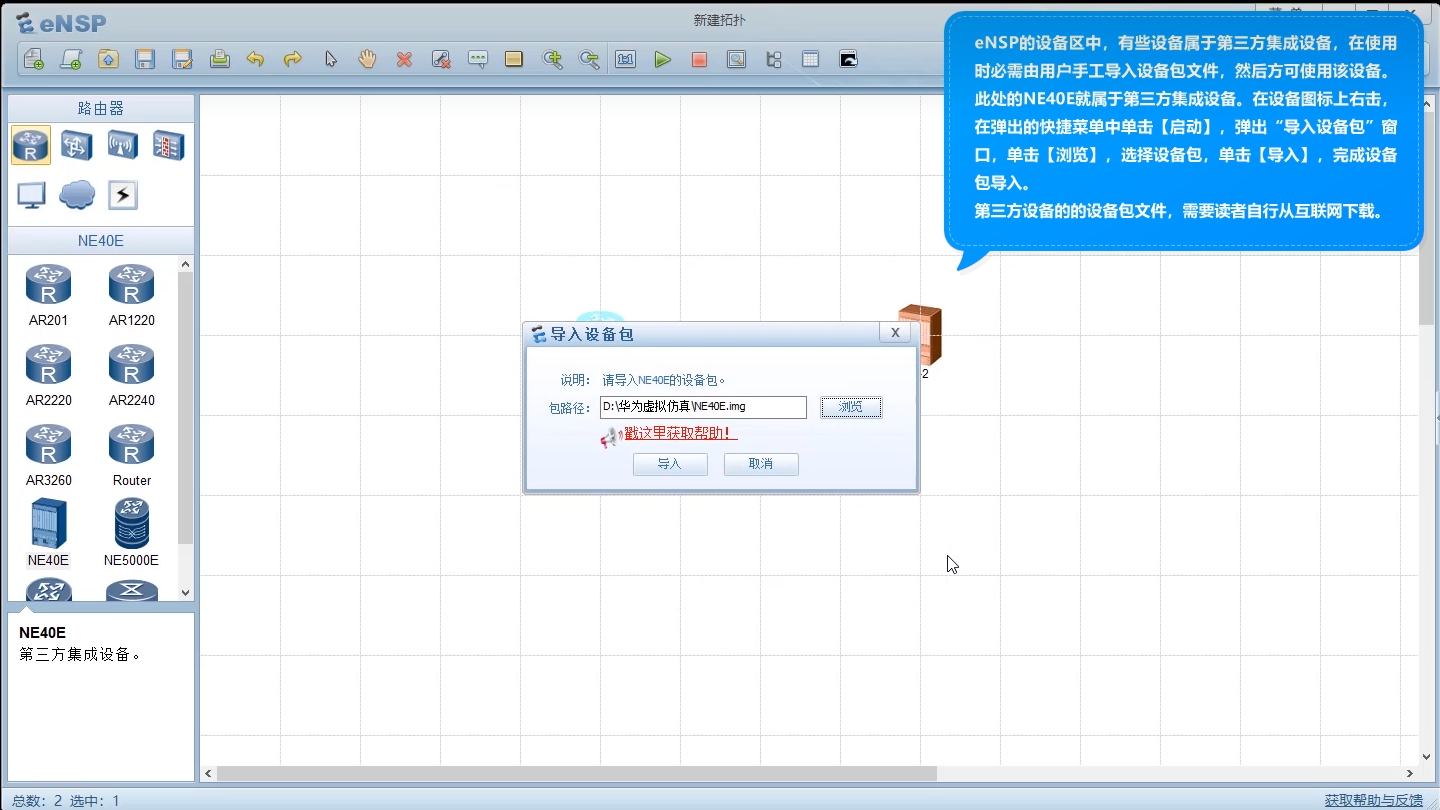 eNSP
新建拓扑
eNSP的设备区中，有些设备属于第三方集成设备，在使用
时必需由用户手工导入设备包文件，然后方可使用该设备。
此处的NE40E就属于第三方集成设备。在设备图标上右击，
在弹出的快捷菜单中单击【启动】，弹出“导入设备包”窗
口，单击【浏览】，选择设备包，单击【导入】，完成设备
包导入。
第三方设备的的设备包文件，需要读者自行从互联网下载。
路由器
R
NE40E
R R
AR201 AR1220
R R
AR2220 AR2240
R R
AR3260 Router
NE40E NE5000E
NE40E
第三方集成设备。
导入设备包
X
说明： 请导入NE40E的设备包。
包路径： D:\华为虚拟仿真\NE40E.img 浏览
戳这里获取帮助！
导入 取消
总数：2 选中：1
获取帮助与反馈